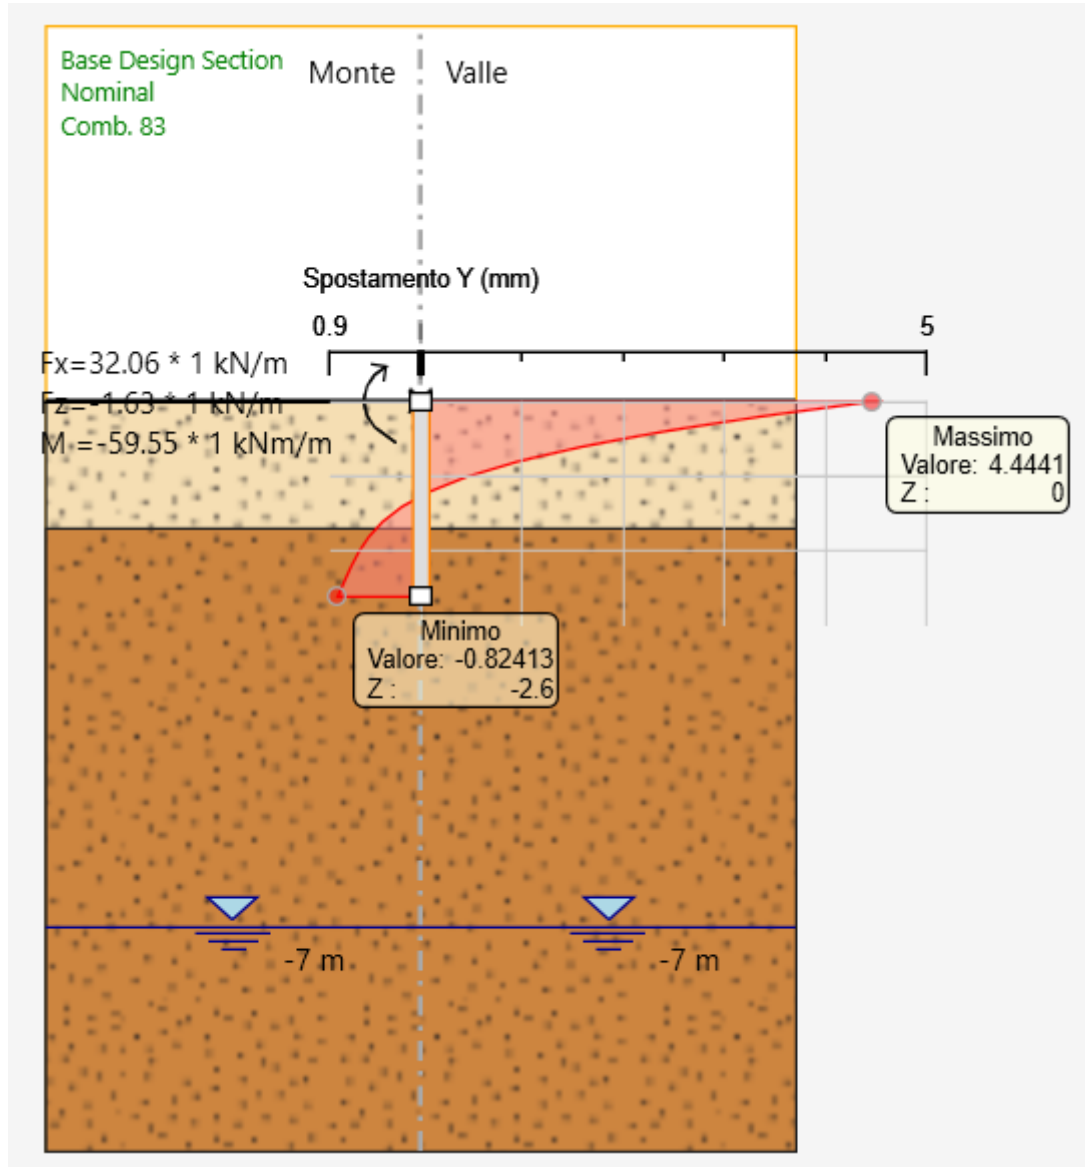 Base Design Section
Nominal
Comb. 83
Monte
Valle
Spostamento Y (mm)
0.9
5
Fx=32.06 * 1 kN/m
Fz=-1.63 * 1 kN/m
M =-59.55 * 1 kNm/m
Massimo
Valore: 4.4441
Z : 0
Minimo
Valore: -0.82413
Z : -2.6
-7 m
-7 m